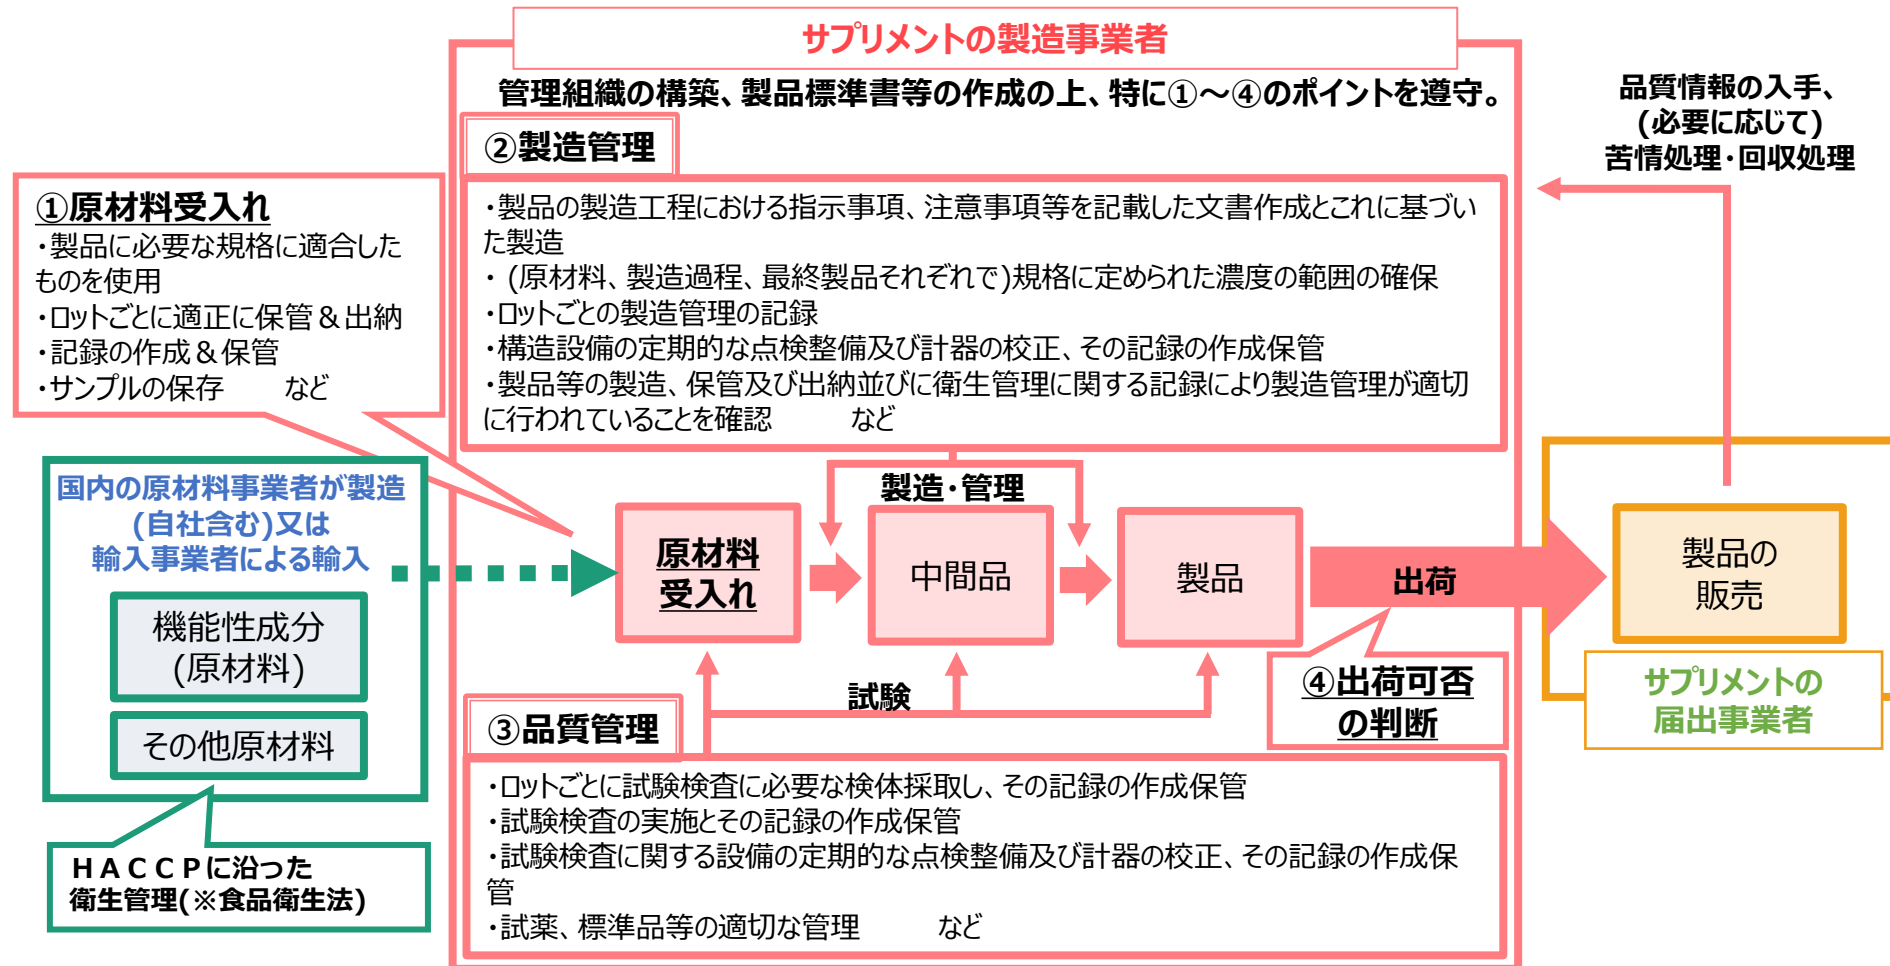 サプリメントの製造事業者
管理組織の構築、製品標準書等の作成の上、特に①～④のポイントを遵守。
品質情報の入手、
(必要に応じて)
苦情処理・回収処理
②製造管理
・製品の製造工程における指示事項、注意事項等を記載した文書作成とこれに基づい
た製造
・ (原材料、製造過程、最終製品それぞれで)規格に定められた濃度の範囲の確保
・ロットごとの製造管理の記録
・構造設備の定期的な点検整備及び計器の校正、その記録の作成保管
・製品等の製造、保管及び出納並びに衛生管理に関する記録により製造管理が適切
に行われていることを確認　　　など
①原材料受入れ
・製品に必要な規格に適合した
ものを使用
・ロットごとに適正に保管＆出納
・記録の作成＆保管
・サンプルの保存　　など
国内の原材料事業者が製造
(自社含む)又は
輸入事業者による輸入
機能性成分
(原材料)
その他原材料
ＨＡＣＣＰに沿った
衛生管理(※食品衛生法)
製造・管理
原材料
受入れ
中間品
製品
出荷
製品の
販売
サプリメントの
届出事業者
④出荷可否
の判断
試験
③品質管理
・ロットごとに試験検査に必要な検体採取し、その記録の作成保管
・試験検査の実施とその記録の作成保管
・試験検査に関する設備の定期的な点検整備及び計器の校正、その記録の作成保
管
・試薬、標準品等の適切な管理　　　など